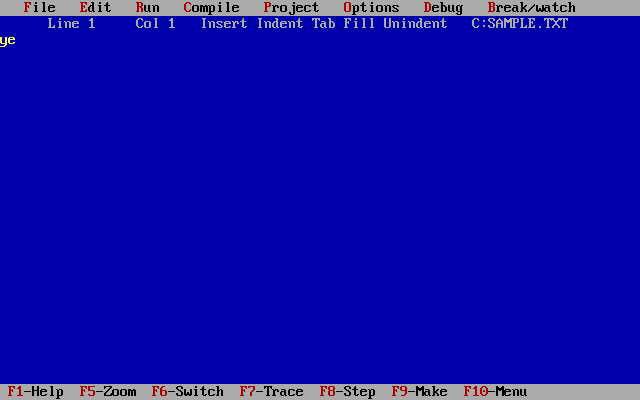 File Edit Run Compile Project Options Debug Break/watch
Line 1 Col 1 Insert Indent Tab Fill Unindent C:SAMPLE.TXT
ye
F1-Help F5-Zoom F6-Switch F7-Trace F8-Step F9-Make F10-Menu